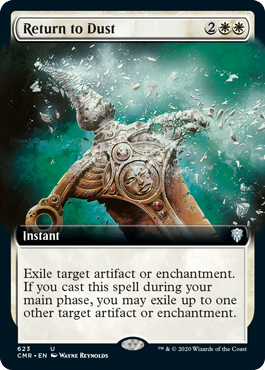 Return to Dust 2
Instant
Exile target artifact or enchantment.
If you cast this spell during your
main phase, you may exile up to one
other target artifact or enchantment.
623 U
CMR • EN Wayne Reynolds ™ & © 2020 Wizards of the Coast